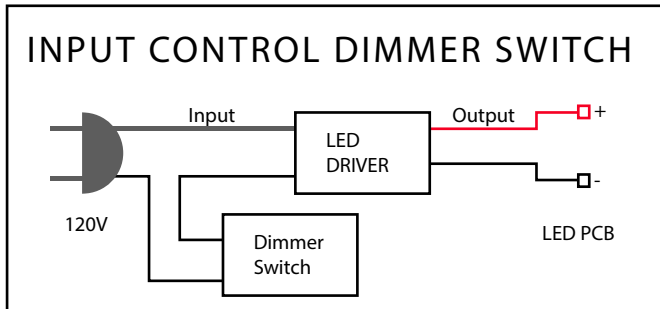 INPUT CONTROL DIMMER SWITCH
Input
Output
+
LED
DRIVER
-
120V
Dimmer
Switch
LED PCB